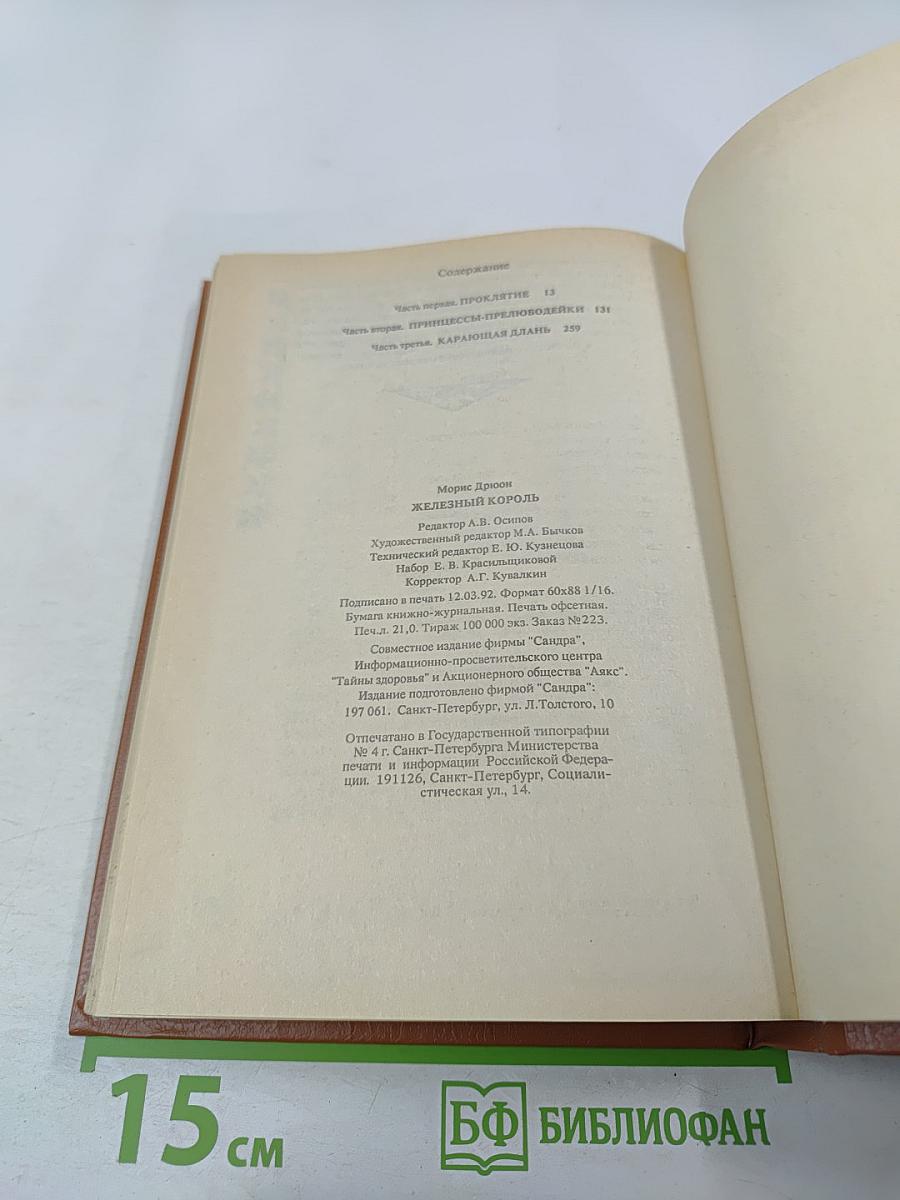 Содержание
Часть первая. ПРОКЛЯТИЕ 13
Часть вторая. ПРИНЦЕССЫ-ПРЕЛЮБОДЕЙКИ 131
Часть третья. КАРАЮЩАЯ ДЛАНЬ 259
Морис Дрюон
ЖЕЛЕЗНЫЙ КОРОЛЬ
Редактор А.В. Осипов
Художественный редактор М.А. Бычков
Технический редактор Е. Ю. Кузнецова
Набор Е. В. Красильщиковой
Корректор А.Г. Кувалкин
Подписано в печать 12.03.92. Формат 60х88 1/16.
Бумага книжно-журнальная. Печать офсетная.
Печ.л. 21,0. Тираж 100 000 экз. Заказ №223.
Совместное издание фирмы "Сандра",
Информационно-просветительского центра
"Тайны здоровья" и Акционерного общества "Аякс".
Издание подготовлено фирмой "Сандра":
197 061. Санкт-Петербург, ул. Л.Толстого, 10
Отпечатано в Государственной типографии
№ 4 г. Санкт-Петербурга Министерства
печати и информации Российской Федера-
ции. 191126, Санкт-Петербург, Социали-
стическая ул., 14.
15 см
БФ БИБЛИОФАН